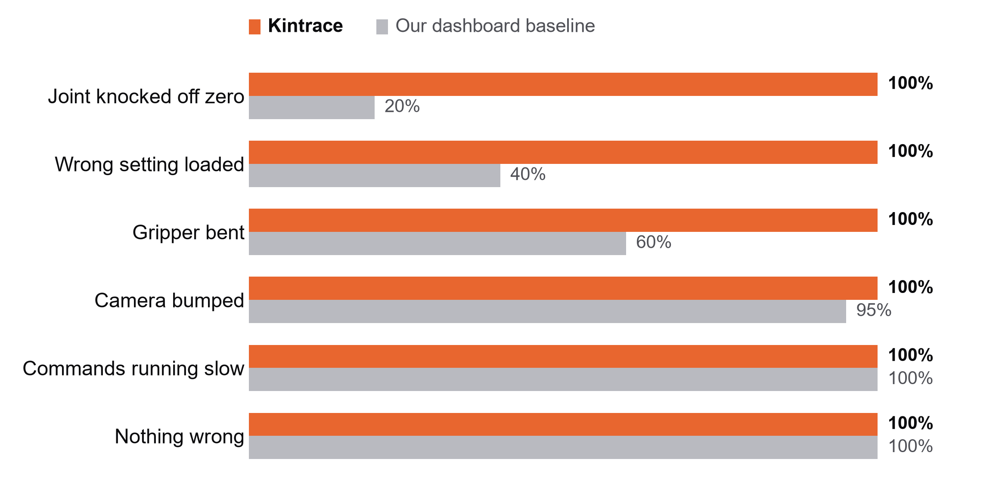 Kintrace Our dashboard baseline
Joint knocked off zero 100%
20%
Wrong setting loaded 100%
40%
Gripper bent 100%
60%
Camera bumped 100%
95%
Commands running slow 100%
100%
Nothing wrong 100%
100%